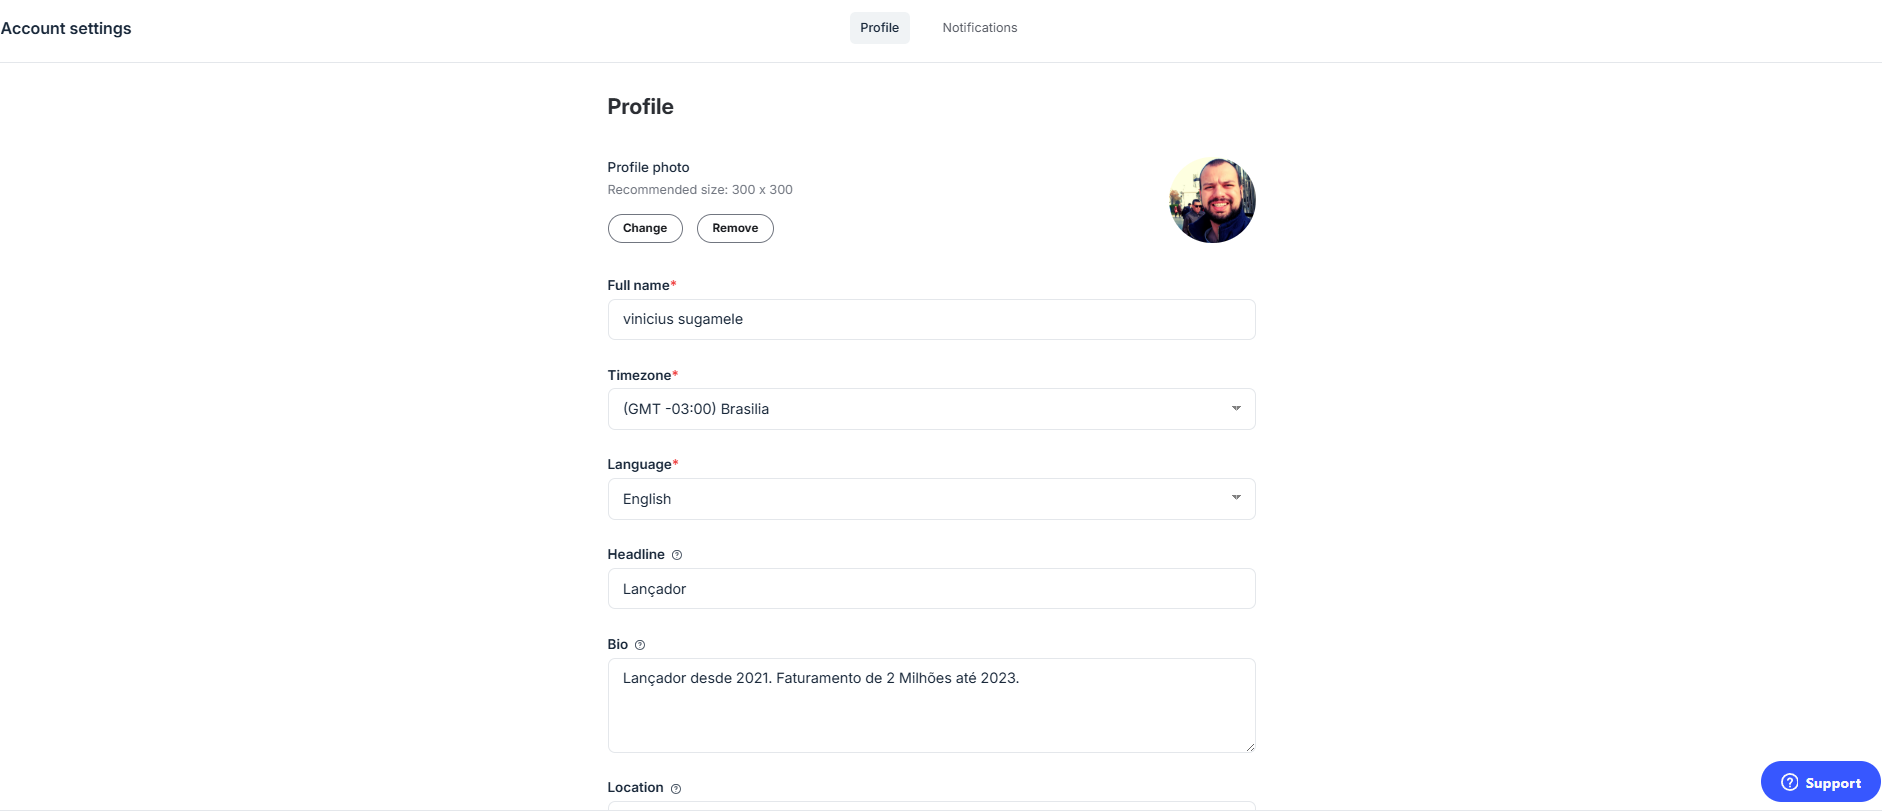 Account settings
Profile
Notifications
Profile
Profile photo
Recommended size: 300 x 300
Change
Remove
Full name*
vinicius sugamele
Timezone*
(GMT -03:00) Brasilia
Language*
English
Headline
Lançador
Bio
Lançador desde 2021. Faturamento de 2 Milhões até 2023.
Location
Support